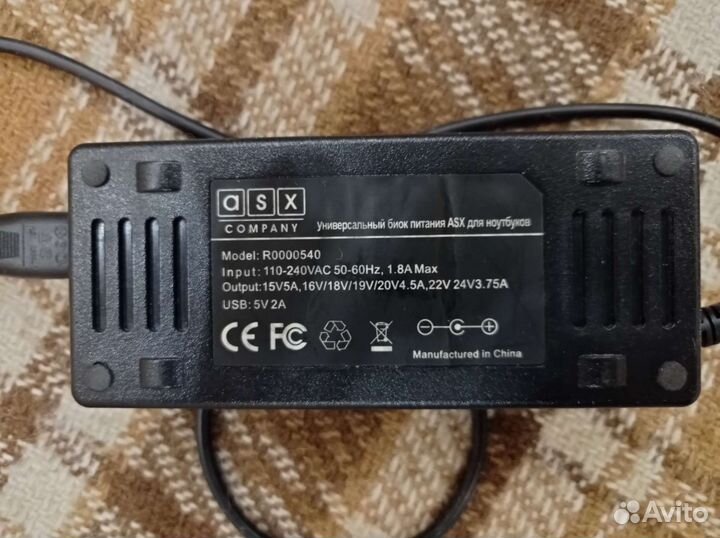 asx
COMPANY
Универсальный биок питания ASX для ноутбуков
Model: R0000540
Input: 110-240VAC 50-60Hz, 1.8A Max
Output:15V5A,16V/18V/19V/20V4.5A,22V 24V3.75A
USB: 5V 2A
CE FC
Manufactured in China
Avito